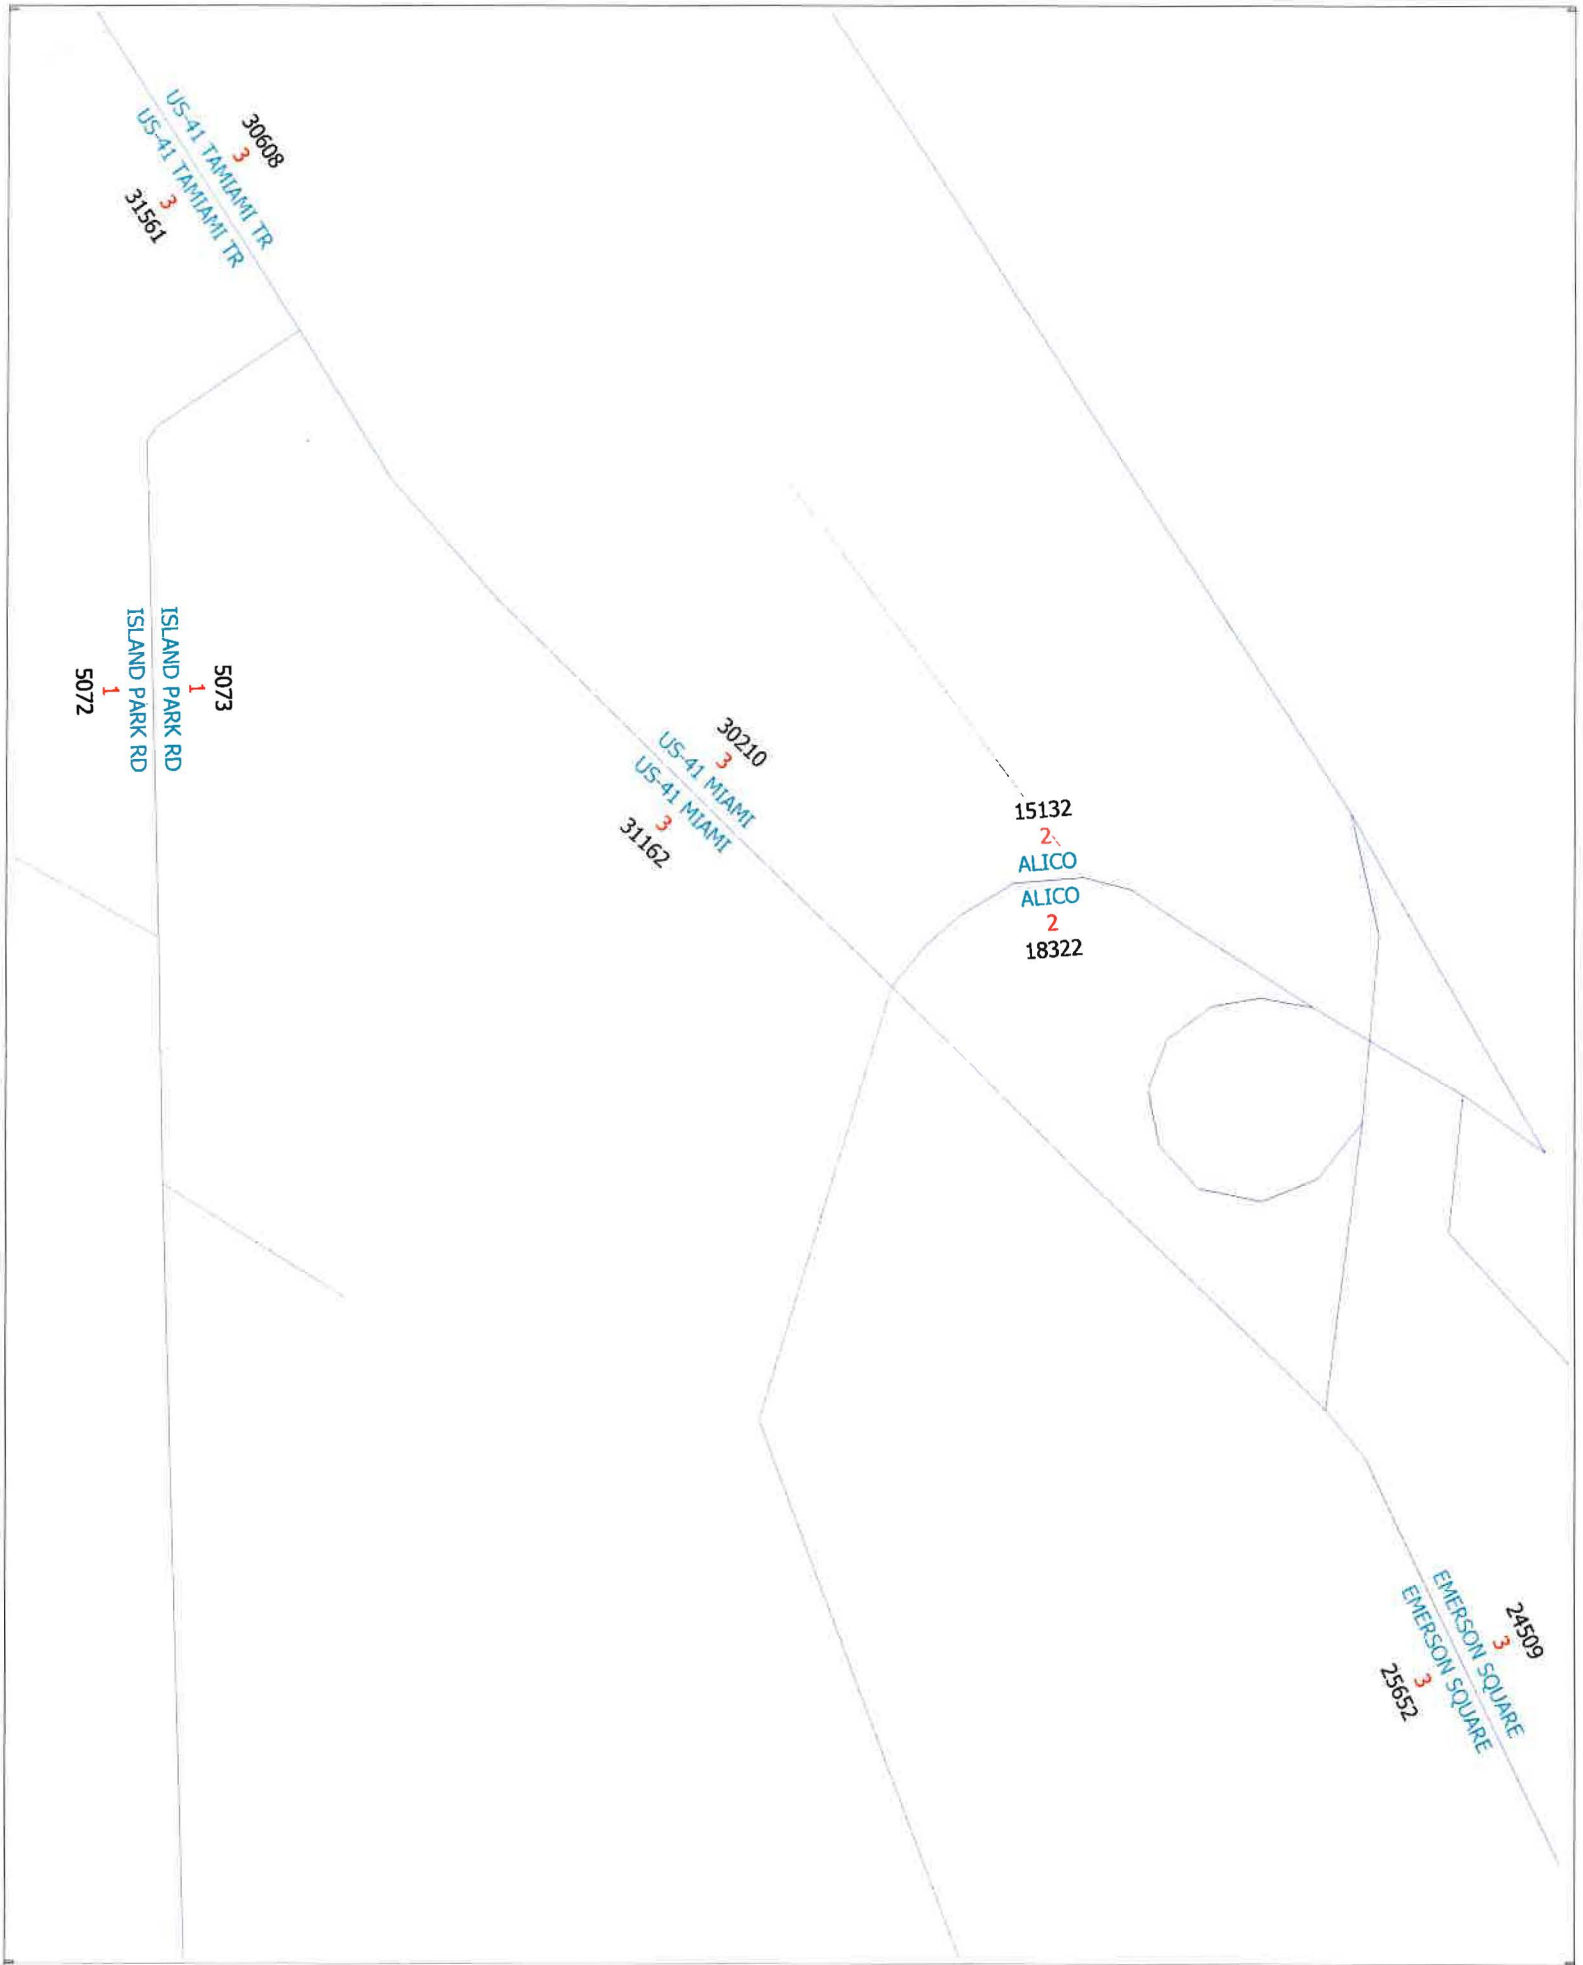 30608
3
US-41 TAMIAMI TR
US-41 TAMIAMI TR
3
31561
5073
1
ISLAND PARK RD
ISLAND PARK RD
1
5072
30210
3
US-41 MIAMI
US-41 MIAMI
3
31162
15132
2
ALICO
ALICO
2
18322
24509
3
EMERSON SQUARE
EMERSON SQUARE
3
25652